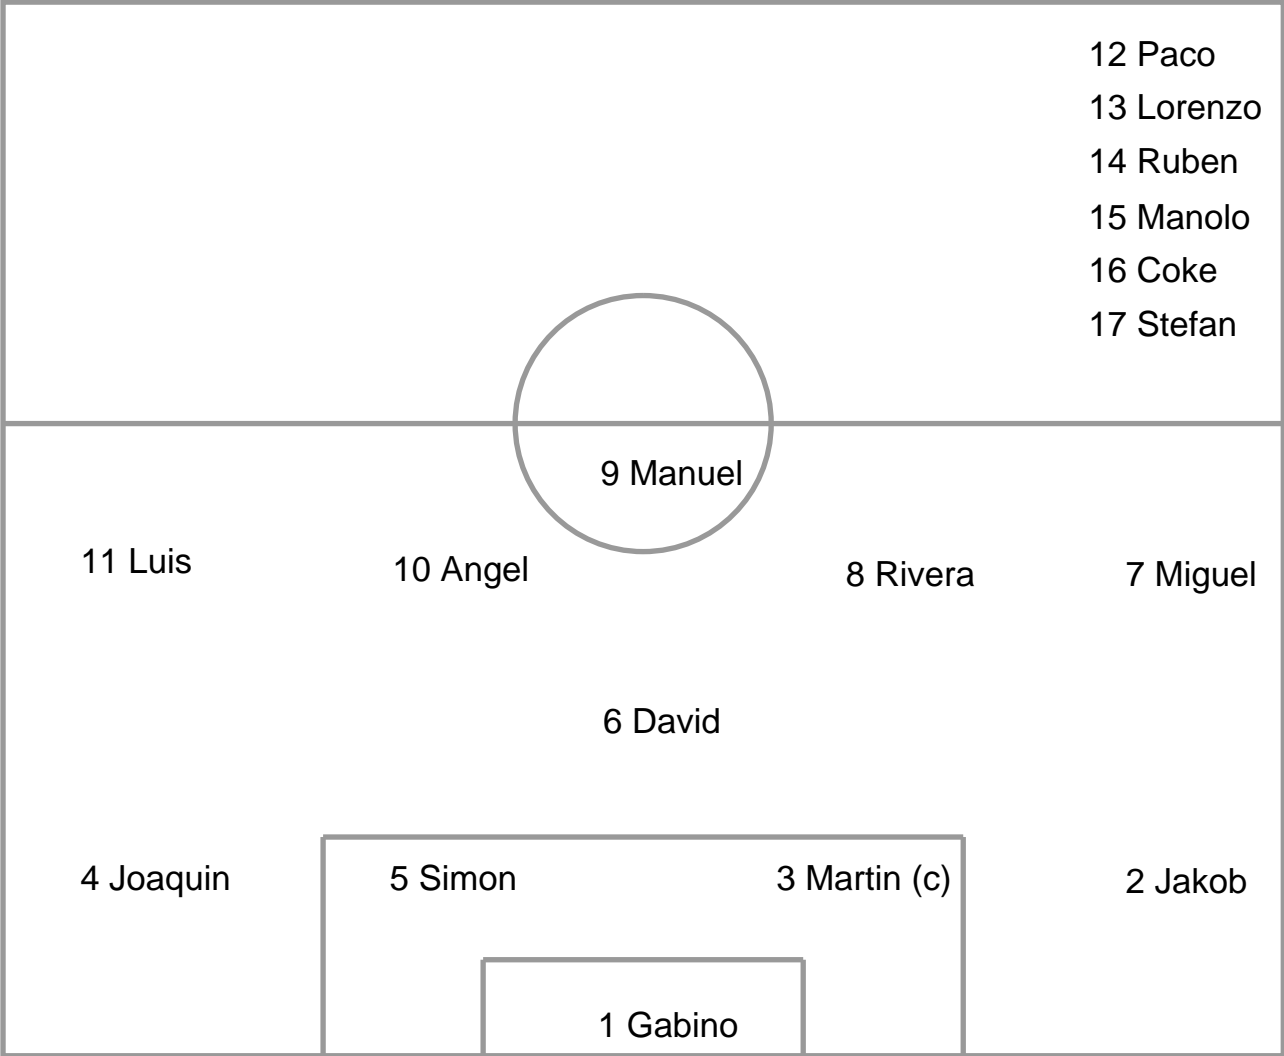 12 Paco
13 Lorenzo
14 Ruben
15 Manolo
16 Coke
17 Stefan
9 Manuel
11 Luis
10 Angel
8 Rivera
7 Miguel
6 David
4 Joaquin
5 Simon
3 Martin (c)
2 Jakob
1 Gabino